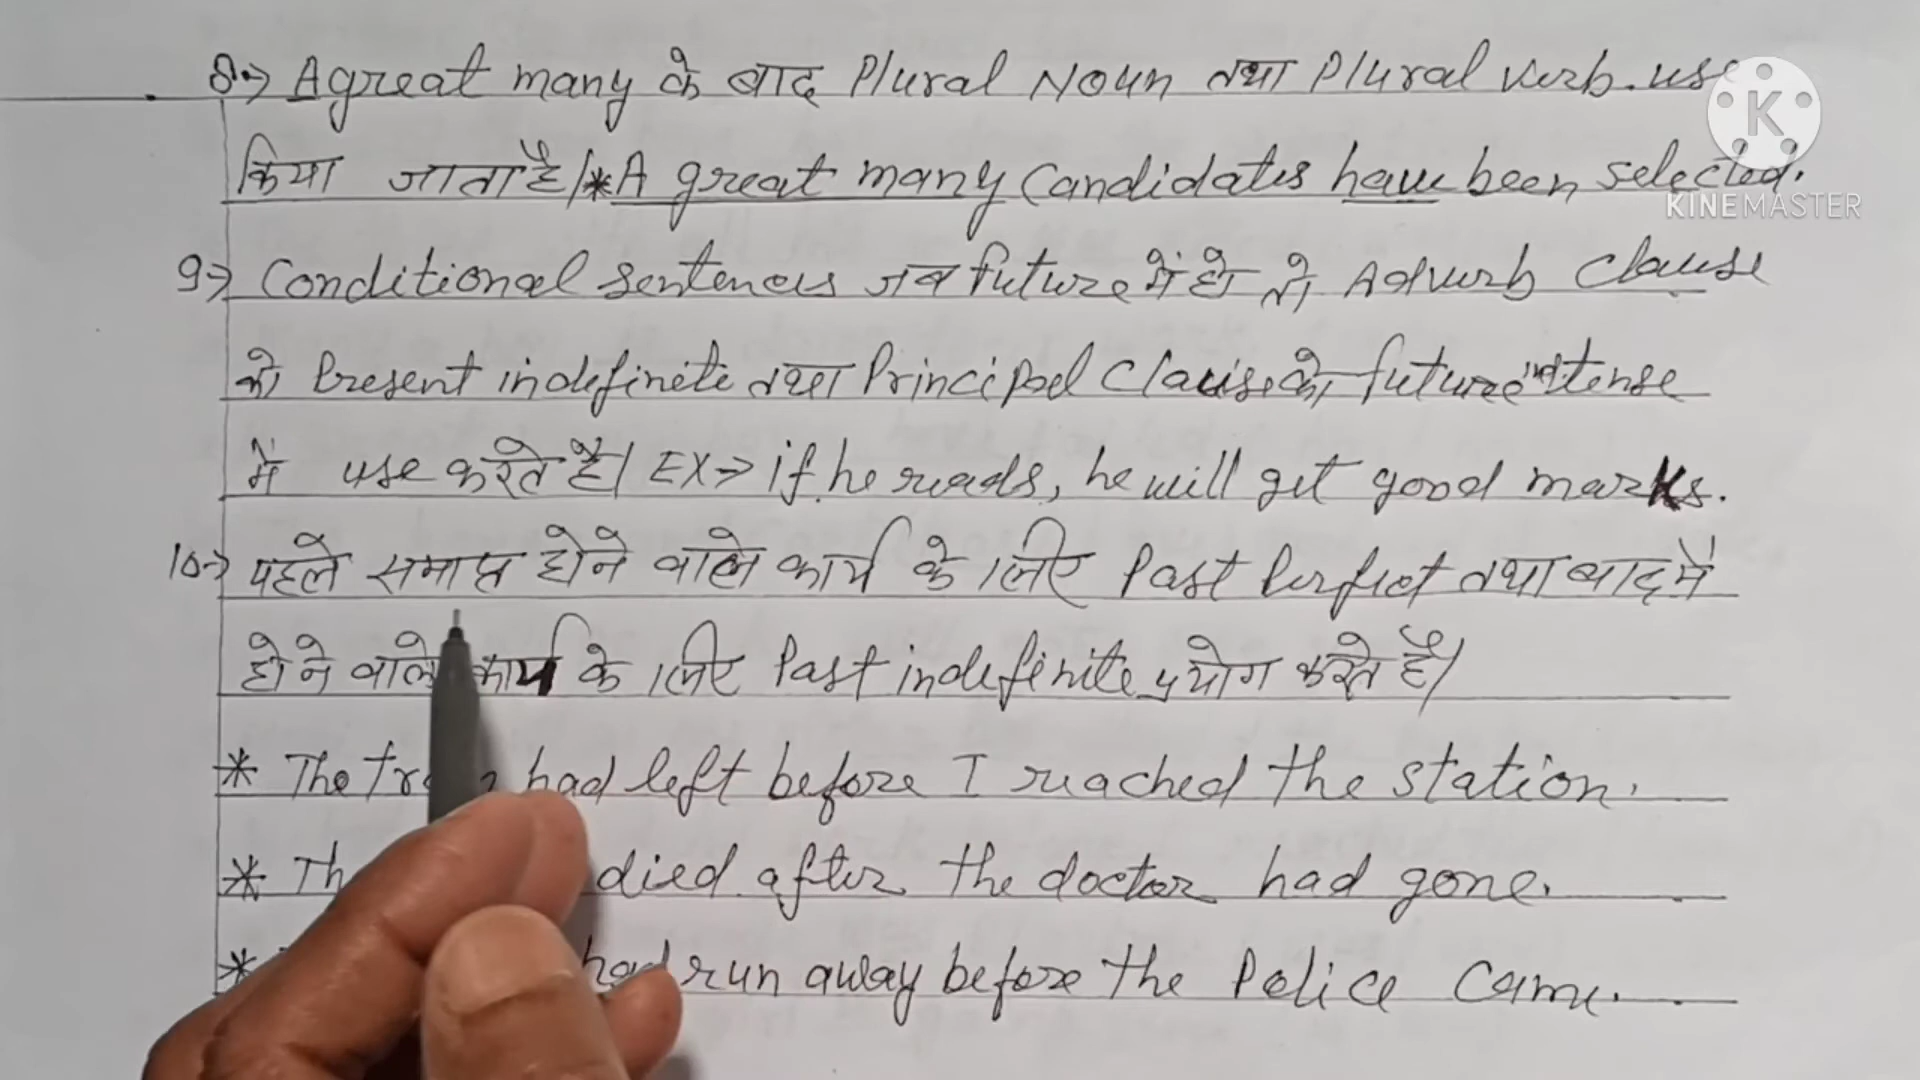 8.→ A great many के बाद Plural Noun तथा Plural verb. use
किया जाता है। * A great many Candidates have been selected.
K
KINEMASTER
9→ Conditional sentences जब future में हो तो Adverb Clause
को Present indefinite तथा Principal Clause को future ind tense
में use करते है। EX→ if he reads, he will get good marks.
10→ पहले समाप्त होने वाले कार्य के लिए Past Perfect तथा बाद में
होने वाले कार्य के लिए Past indefinite प्रयोग करते है।
* The had left before I reached the station.
* died after the doctor had gone.
* had run away before the Police came.